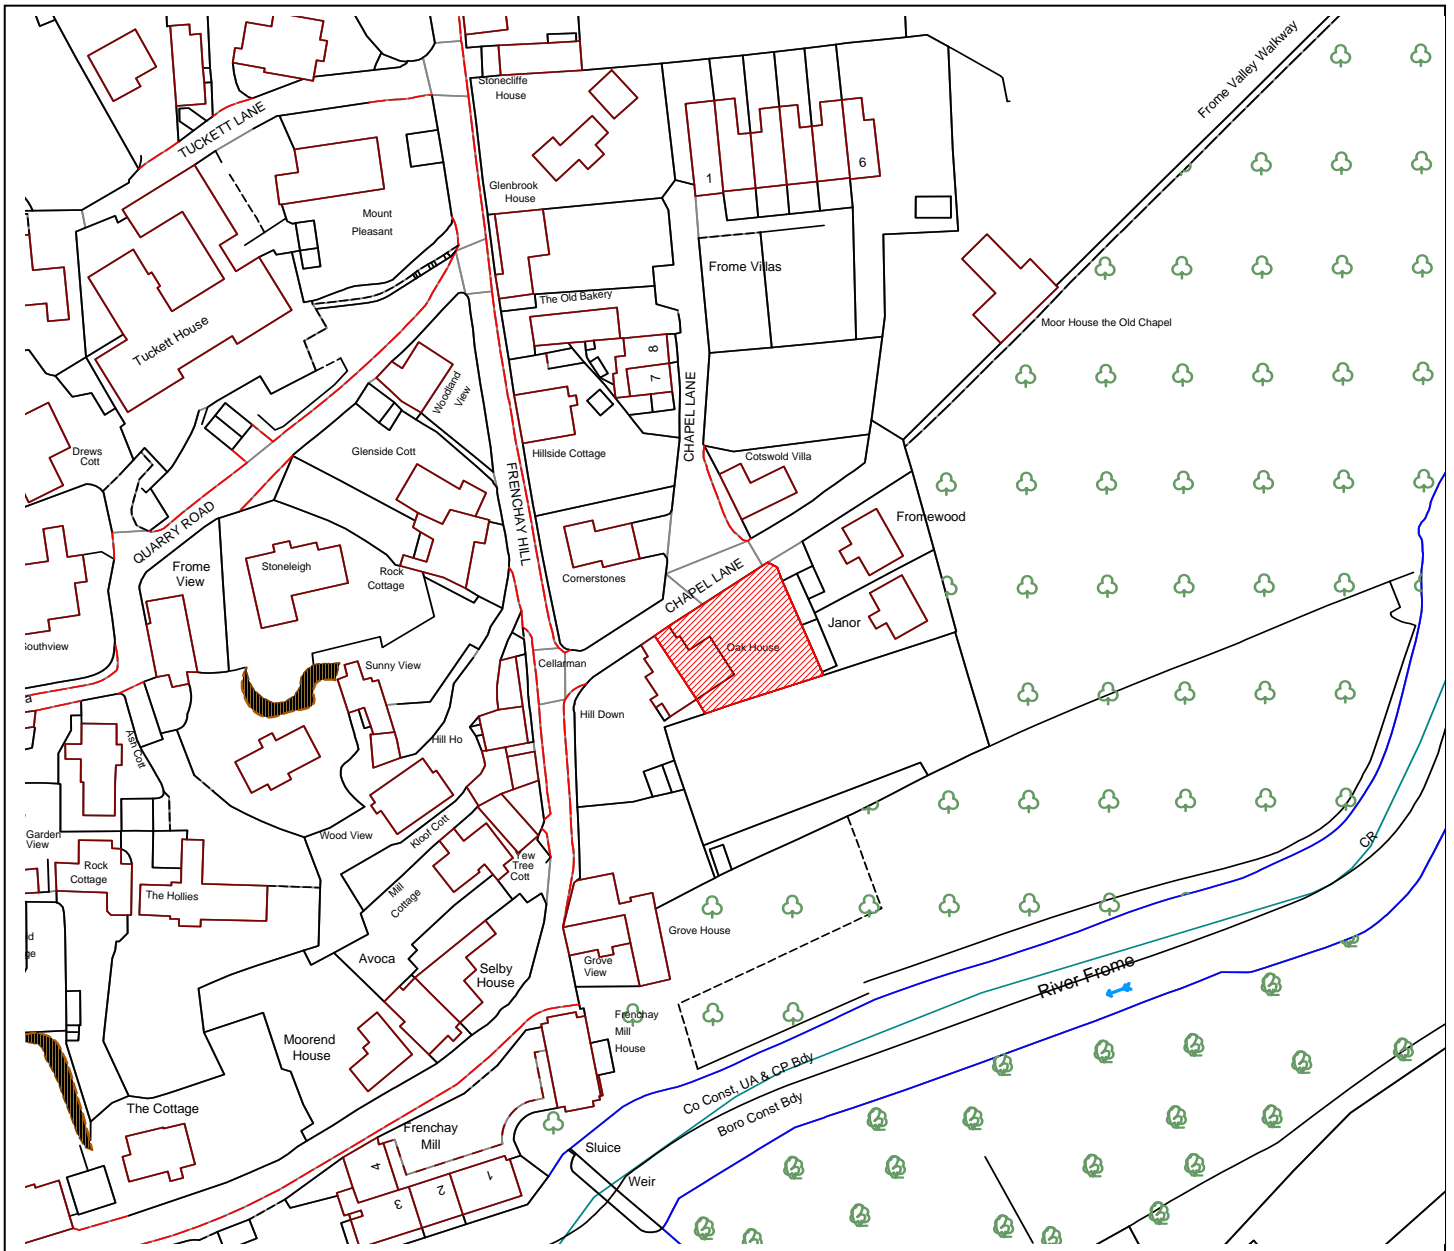 Frome Valley Walkway
Stonecliffe
House
TUCKETT LANE
1
6
Glenbrook
House
Mount
Pleasant
Frome Villas
The Old Bakery
Moor House the Old Chapel
Tuckett House
8
7
Woodland
View
CHAPEL LANE
Drews
Cott
Glenside Cott
Hillside Cottage
Cotswold Villa
FRENCHAY HILL
QUARRY ROAD
Fromewood
Frome
View
Stoneleigh
Rock
Cottage
Cornerstones
CHAPEL LANE
Janor
Southview
Oak House
Sunny View
Cellarman
a
Hill Down
Ash Cott
Hill Ho
Garden
View
Wood View
Kloof Cott
CR
Rock
Cottage
Yew
Tree
Cott
The Hollies
Mill
Cottage
Grove House
ld
ge
Avoca
Selby
House
Grove
View
River Frome
Frenchay
Mill
House
Moorend
House
Co Const, UA & CP Bdy
Boro Const Bdy
The Cottage
Frenchay
Mill
Sluice
4
3
2
1
Weir